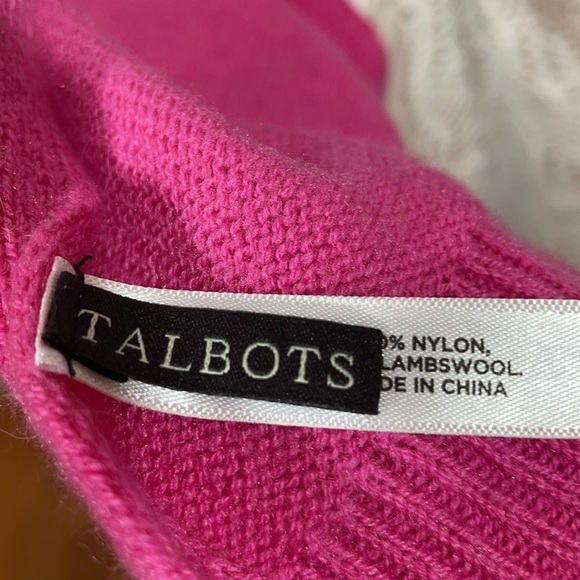 TALBOTS
0% NYLON,
LAMBSWOOL.
DE IN CHINA